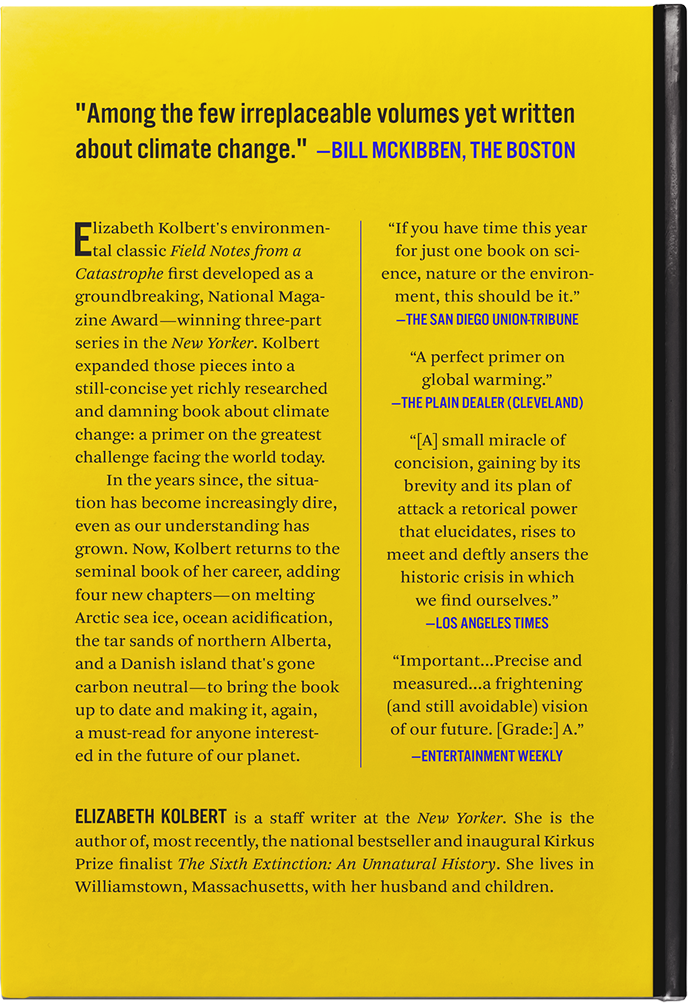 "Among the few irreplaceable volumes yet written
about climate change." –BILL MCKIBBEN, THE BOSTON
Elizabeth Kolbert's environmen-
tal classic Field Notes from a
Catastrophe first developed as a
groundbreaking, National Maga-
zine Award—winning three-part
series in the New Yorker. Kolbert
expanded those pieces into a
still-concise yet richly researched
and damning book about climate
change: a primer on the greatest
challenge facing the world today.
In the years since, the situa-
tion has become increasingly dire,
even as our understanding has
grown. Now, Kolbert returns to the
seminal book of her career, adding
four new chapters—on melting
Arctic sea ice, ocean acidification,
the tar sands of northern Alberta,
and a Danish island that's gone
carbon neutral—to bring the book
up to date and making it, again,
a must-read for anyone interest-
ed in the future of our planet.
“If you have time this year
for just one book on sci-
ence, nature or the environ-
ment, this should be it.”
–THE SAN DIEGO UNION-TRIBUNE
“A perfect primer on
global warming.”
–THE PLAIN DEALER (CLEVELAND)
“[A] small miracle of
concision, gaining by its
brevity and its plan of
attack a retorical power
that elucidates, rises to
meet and deftly ansers the
historic crisis in which
we find ourselves.”
–LOS ANGELES TIMES
“Important...Precise and
measured...a frightening
(and still avoidable) vision
of our future. [Grade:] A.”
–ENTERTAINMENT WEEKLY
ELIZABETH KOLBERT is a staff writer at the New Yorker. She is the
author of, most recently, the national bestseller and inaugural Kirkus
Prize finalist The Sixth Extinction: An Unnatural History. She lives in
Williamstown, Massachusetts, with her husband and children.